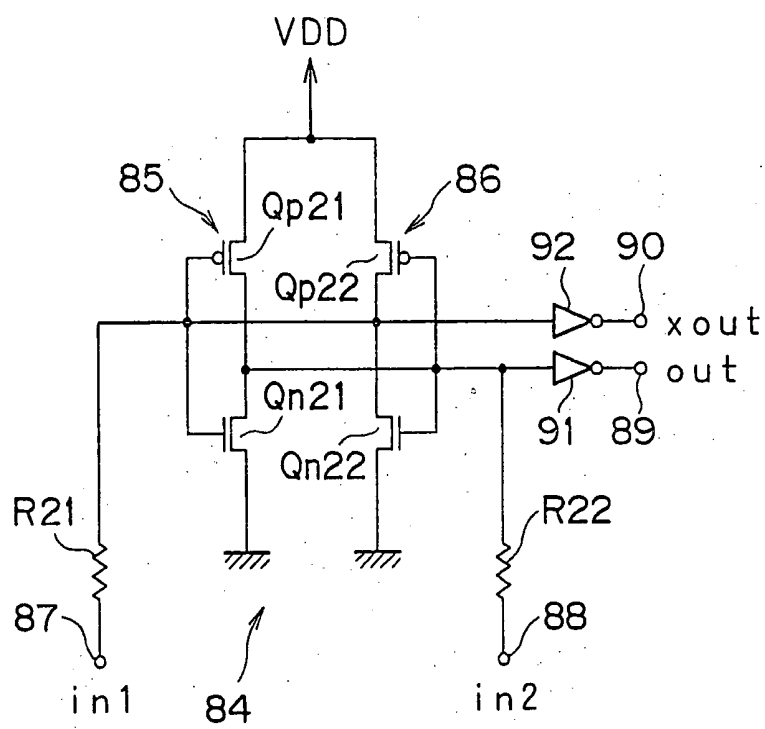 VDD
85
86
Qp21
Qp22
92
90
xout
out
Qn21
91
89
Qn22
R21
R22
87
88
in1
in2
84